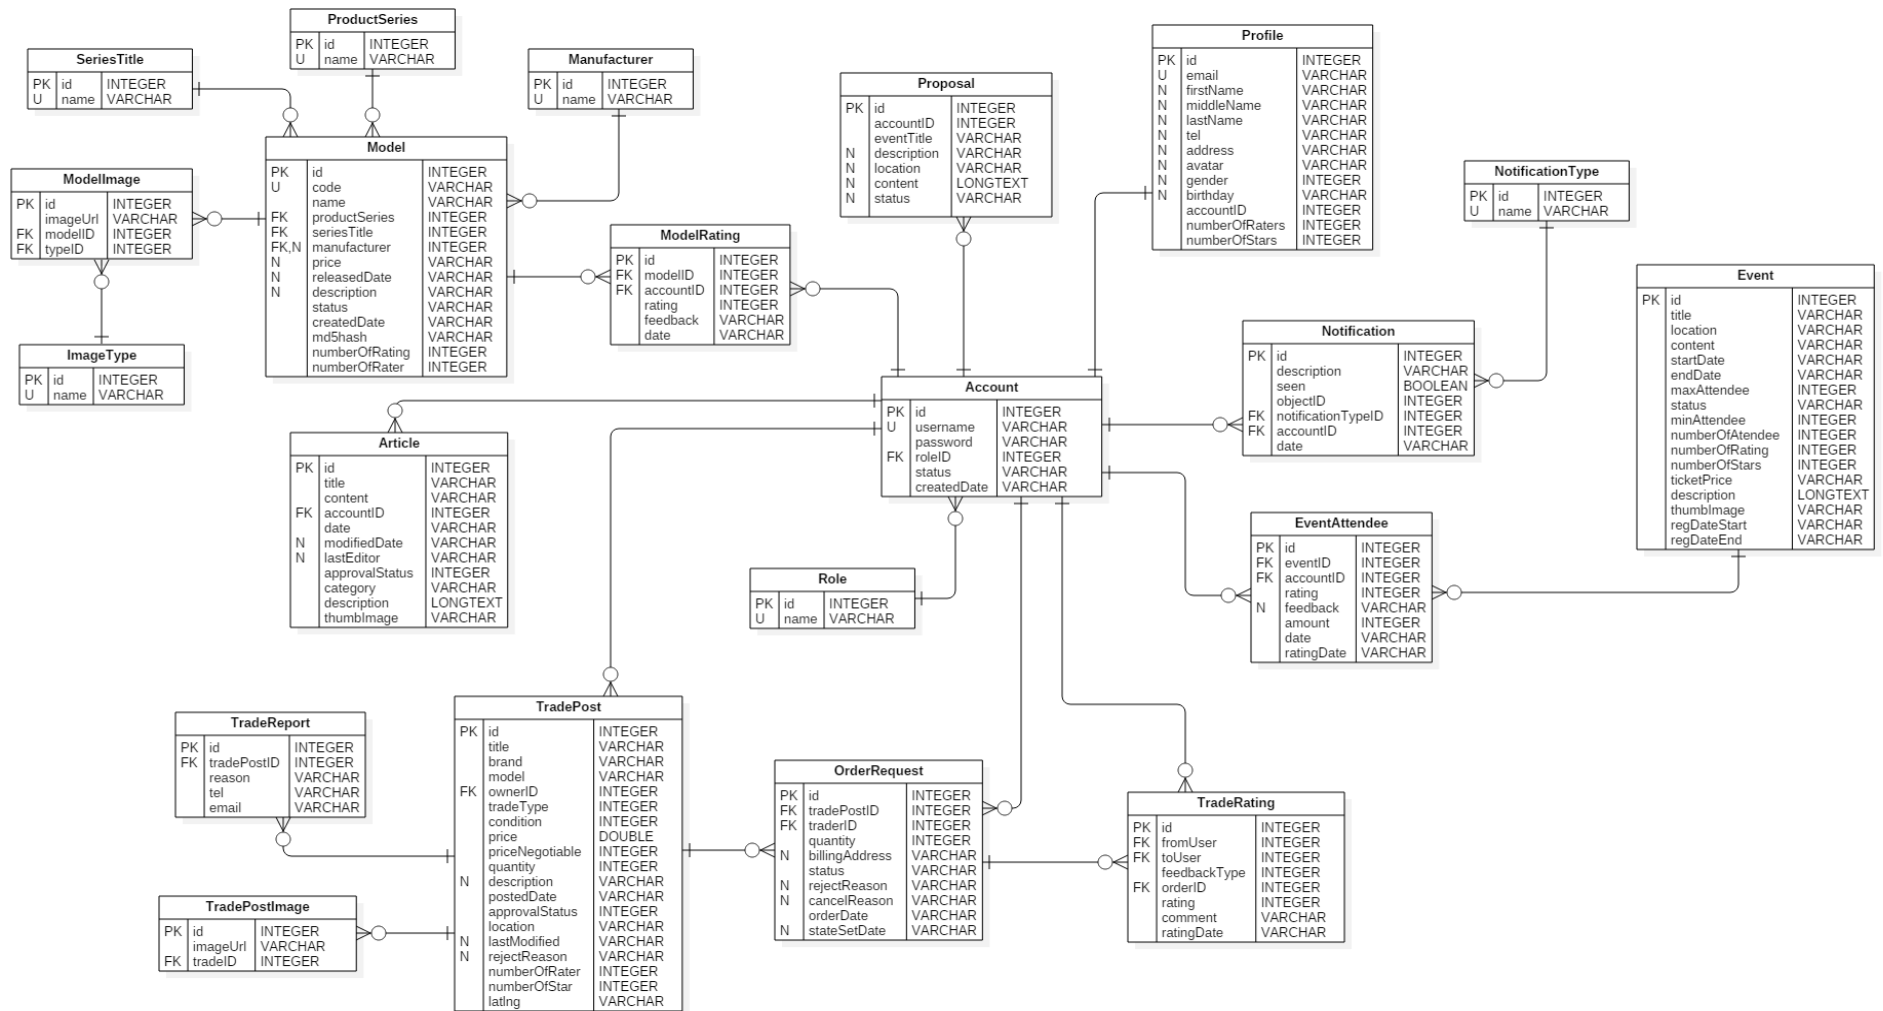 ProductSeries
PK id INTEGER
U name VARCHAR
SeriesTitle
PK id INTEGER
U name VARCHAR
Manufacturer
PK id INTEGER
U name VARCHAR
Model
PK id INTEGER
U code VARCHAR
name VARCHAR
FK productSeries INTEGER
FK seriesTitle INTEGER
FK,N manufacturer INTEGER
N price VARCHAR
N releasedDate VARCHAR
N description VARCHAR
status VARCHAR
createdDate VARCHAR
md5hash VARCHAR
numberOfRating INTEGER
numberOfRater INTEGER
ModelImage
PK id INTEGER
imageUrl VARCHAR
FK modelID INTEGER
FK typeID INTEGER
ImageType
PK id INTEGER
U name VARCHAR
ModelRating
PK id INTEGER
FK modelID INTEGER
FK accountID INTEGER
rating INTEGER
feedback VARCHAR
date VARCHAR
Proposal
PK id INTEGER
accountID INTEGER
eventTitle VARCHAR
N description VARCHAR
N location VARCHAR
N content LONGTEXT
N status VARCHAR
Profile
PK id INTEGER
U email VARCHAR
N firstName VARCHAR
N middleName VARCHAR
N lastName VARCHAR
N tel VARCHAR
N address VARCHAR
N avatar VARCHAR
N gender INTEGER
N birthday VARCHAR
accountID INTEGER
numberOfRaters INTEGER
numberOfStars INTEGER
NotificationType
PK id INTEGER
U name VARCHAR
Notification
PK id INTEGER
description VARCHAR
seen BOOLEAN
objectID INTEGER
FK notificationTypeID INTEGER
FK accountID INTEGER
date VARCHAR
Event
PK id INTEGER
title VARCHAR
location VARCHAR
content VARCHAR
startDate VARCHAR
endDate VARCHAR
maxAttendee INTEGER
status VARCHAR
minAttendee INTEGER
numberOfAtendee INTEGER
numberOfRating INTEGER
numberOfStars INTEGER
ticketPrice VARCHAR
description LONGTEXT
thumbImage VARCHAR
regDateStart VARCHAR
regDateEnd VARCHAR
Account
PK id INTEGER
U username VARCHAR
password VARCHAR
FK roleID INTEGER
status VARCHAR
createdDate VARCHAR
Article
PK id INTEGER
title VARCHAR
content VARCHAR
FK accountID INTEGER
date VARCHAR
N modifiedDate VARCHAR
N lastEditor VARCHAR
approvalStatus INTEGER
category VARCHAR
description LONGTEXT
thumbImage VARCHAR
EventAttendee
PK id INTEGER
FK eventID INTEGER
FK accountID INTEGER
rating INTEGER
N feedback VARCHAR
amount INTEGER
date VARCHAR
ratingDate VARCHAR
Role
PK id INTEGER
U name VARCHAR
TradePost
PK id INTEGER
title VARCHAR
brand VARCHAR
model VARCHAR
FK ownerID INTEGER
tradeType INTEGER
condition INTEGER
price DOUBLE
priceNegotiable INTEGER
quantity INTEGER
N description VARCHAR
postedDate VARCHAR
approvalStatus INTEGER
location VARCHAR
N lastModified VARCHAR
N rejectReason VARCHAR
numberOfRater INTEGER
numberOfStar INTEGER
latlng VARCHAR
TradeReport
PK id INTEGER
FK tradePostID INTEGER
reason VARCHAR
tel VARCHAR
email VARCHAR
TradePostImage
PK id INTEGER
imageUrl VARCHAR
FK tradeID INTEGER
OrderRequest
PK id INTEGER
FK tradePostID INTEGER
FK traderID INTEGER
quantity INTEGER
N billingAddress VARCHAR
status VARCHAR
N rejectReason VARCHAR
N cancelReason VARCHAR
orderDate VARCHAR
N stateSetDate VARCHAR
TradeRating
PK id INTEGER
FK fromUser INTEGER
FK toUser INTEGER
feedbackType INTEGER
FK orderID INTEGER
rating INTEGER
comment VARCHAR
ratingDate VARCHAR